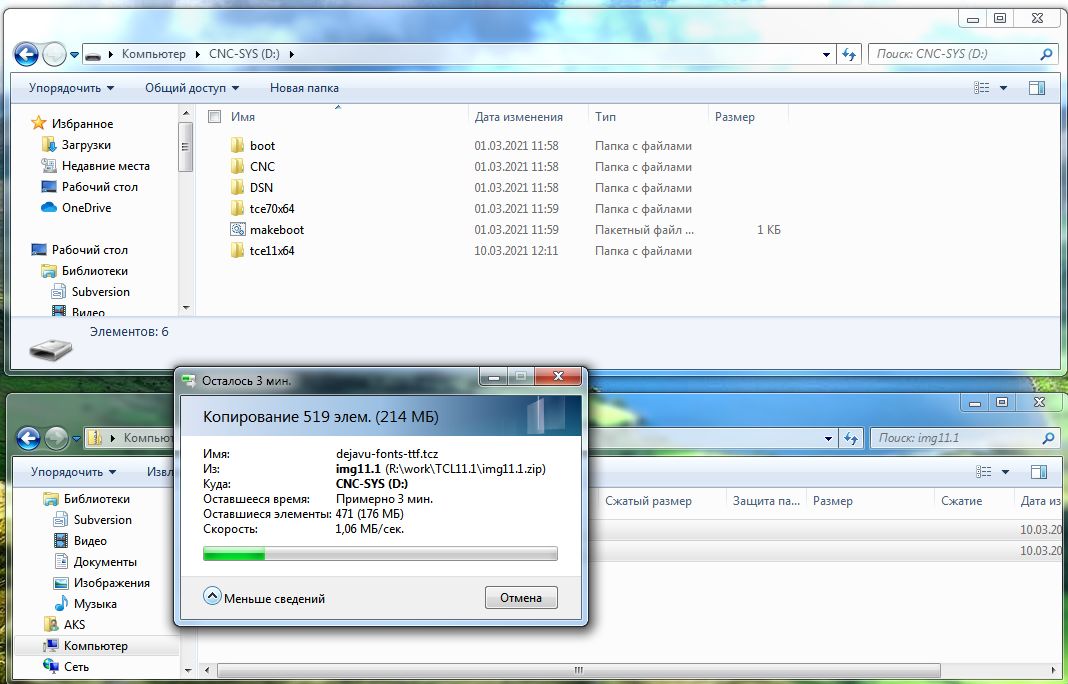 Компьютер CNC-SYS (D:)
Поиск: CNC-SYS (D:)
Упорядочить Общий доступ Новая папка
Избранное
Загрузки
Недавние места
Рабочий стол
OneDrive
Рабочий стол
Библиотеки
Subversion
Видео
Имя Дата изменения Тип Размер
boot 01.03.2021 11:58 Папка с файлами
CNC 01.03.2021 11:58 Папка с файлами
DSN 01.03.2021 11:58 Папка с файлами
tce70x64 01.03.2021 11:59 Папка с файлами
makeboot 01.03.2021 11:59 Пакетный файл ... 1 КБ
tce11x64 10.03.2021 12:11 Папка с файлами
Элементов: 6
Осталось 3 мин.
Копирование 519 элем. (214 МБ)
Имя: dejavu-fonts-ttf.tcz
Из: img11.1 (R:\work\TCL11.1\img11.1.zip)
Куда: CNC-SYS (D:)
Оставшееся время: Примерно 3 мин.
Оставшиеся элементы: 471 (176 МБ)
Скорость: 1,06 МБ/сек.
Меньше сведений Отмена
Компьют
Поиск: img11.1
Упорядочить Извл
Библиотеки
Subversion
Видео
Документы
Изображения
Музыка
AKS
Компьютер
Сеть
Сжатый размер Защита па... Размер Сжатие Дата из
10.03.20
10.03.20